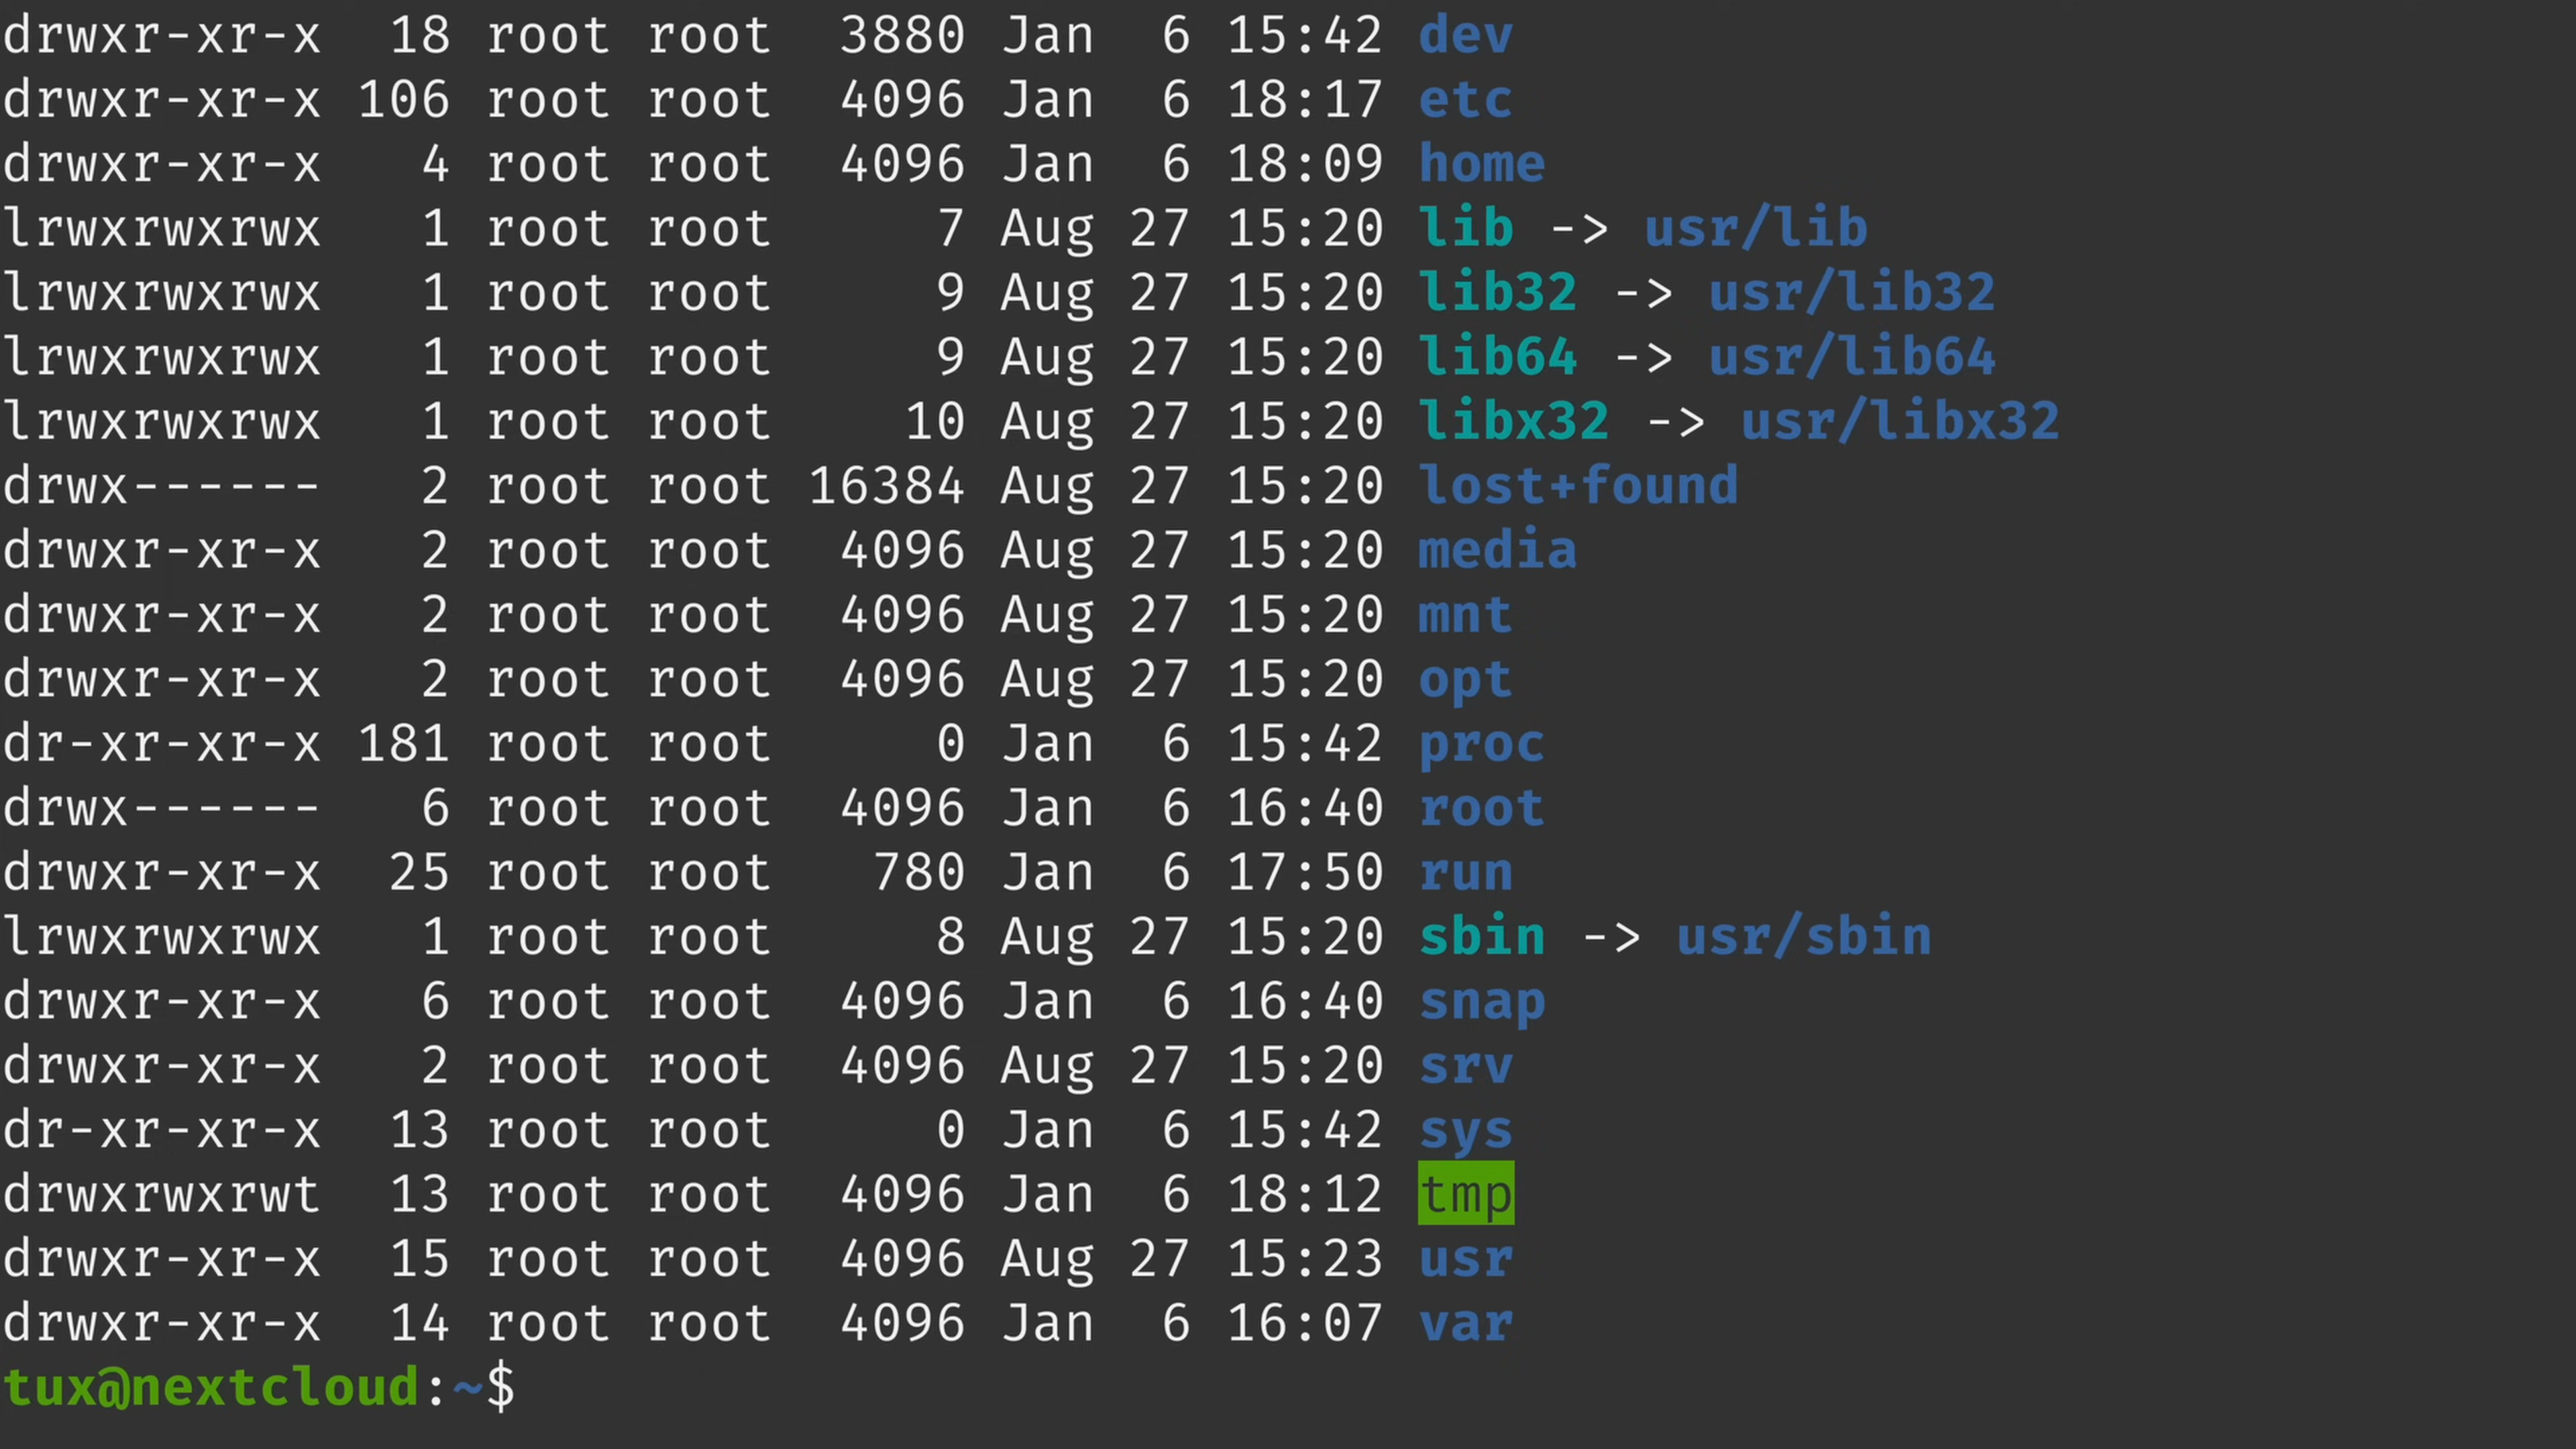 drwxr-xr-x  18 root root  3880 Jan  6 15:42 dev
drwxr-xr-x 106 root root  4096 Jan  6 18:17 etc
drwxr-xr-x   4 root root  4096 Jan  6 18:09 home
lrwxrwxrwx   1 root root     7 Aug 27 15:20 lib -> usr/lib
lrwxrwxrwx   1 root root     9 Aug 27 15:20 lib32 -> usr/lib32
lrwxrwxrwx   1 root root     9 Aug 27 15:20 lib64 -> usr/lib64
lrwxrwxrwx   1 root root    10 Aug 27 15:20 libx32 -> usr/libx32
drwx------   2 root root 16384 Aug 27 15:20 lost+found
drwxr-xr-x   2 root root  4096 Aug 27 15:20 media
drwxr-xr-x   2 root root  4096 Aug 27 15:20 mnt
drwxr-xr-x   2 root root  4096 Aug 27 15:20 opt
dr-xr-xr-x 181 root root     0 Jan  6 15:42 proc
drwx------   6 root root  4096 Jan  6 16:40 root
drwxr-xr-x  25 root root   780 Jan  6 17:50 run
lrwxrwxrwx   1 root root     8 Aug 27 15:20 sbin -> usr/sbin
drwxr-xr-x   6 root root  4096 Jan  6 16:40 snap
drwxr-xr-x   2 root root  4096 Aug 27 15:20 srv
dr-xr-xr-x  13 root root     0 Jan  6 15:42 sys
drwxrwxrwt  13 root root  4096 Jan  6 18:12 tmp
drwxr-xr-x  15 root root  4096 Aug 27 15:23 usr
drwxr-xr-x  14 root root  4096 Jan  6 16:07 var
tux@nextcloud:~$